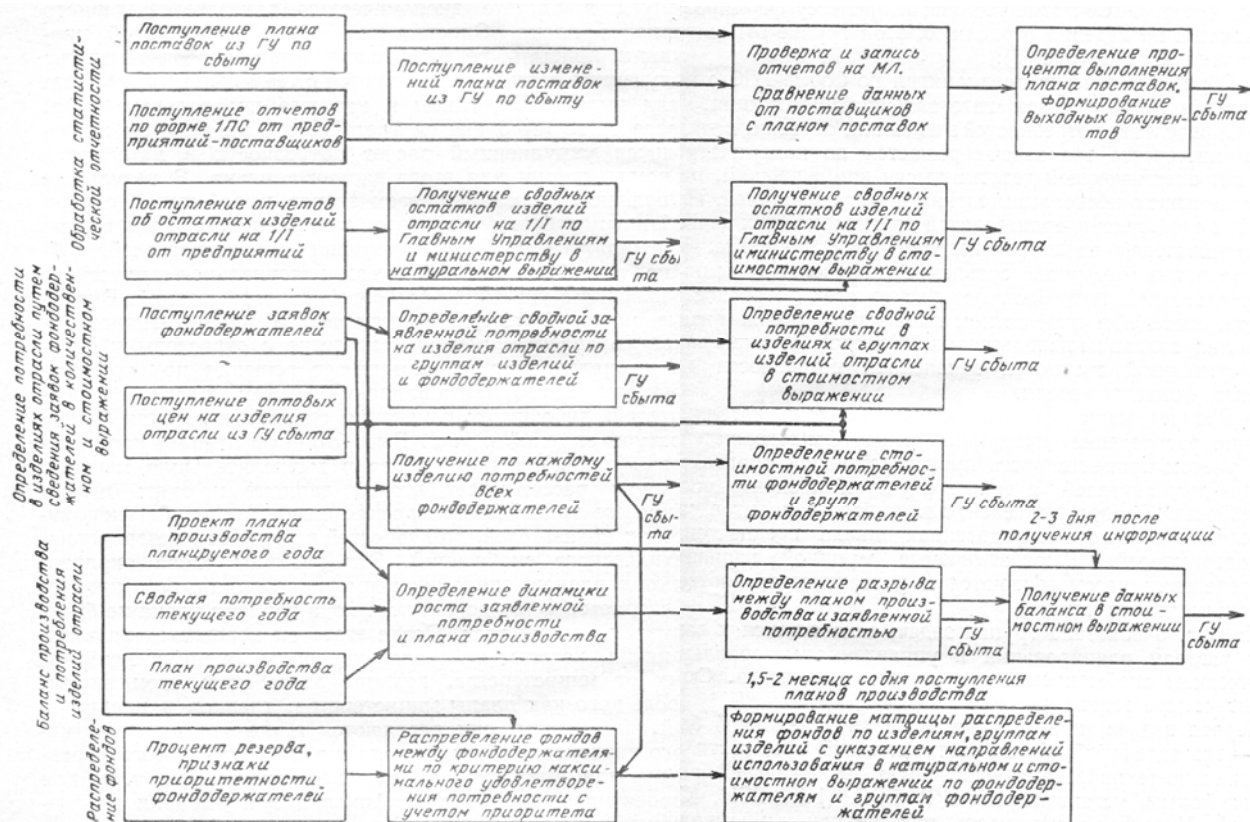 Обработка статисти-
ческой отчетности
Поступление плана
поставок из ГУ по
сбыту
Поступление измене-
ний плана поставок
из ГУ по сбыту
Проверка и запись
отчетов на МЛ.
Сравнение данных
от поставщиков
с планом поставок
Определение про-
цента выполнения
плана поставок.
Формирование
выходных документ-
ов
ГУ
сбыта
Поступление отчетов
по форме 1ПС от пред-
приятий-поставщиков
Поступление отчетов
об остатках изделий
отрасли на 1/I
от предприятий
Получение сводных
остатков изделий
отрасли на 1/I по
Главным Управлениям
и министерству в
натуральном выражении
ГУ сбы
та
Получение сводных
остатков изделий
отрасли на 1/I по
Главным Управлениям
и министерству в сто-
имостном выражении
ГУ сбыта
Определение потребности
в изделиях отрасли путем
сведения заявок фондодер-
жателей в количествен-
ном и стоимостном
выражении
Поступление заявок
фондодержателей
Определение сводной за-
явленной потребности
на изделия отрасли по
группам изделий
и фондодержателей
ГУ
сбыта
Определение сводной
потребности в
изделиях и группах
изделий отрасли
в стоимостном
выражении
ГУ сбыта
Поступление оптовых
цен на изделия
отрасли из ГУ сбыта
Получение по каждому
изделию потребностей
всех
фондодержателей
ГУ
сбы-
та
Определение сто-
имостной потребнос-
ти фондодержателей
и групп
фондодержателей
ГУ сбыта
2-3 дня после
получения информации
Баланс производства
и потребления
изделий отрасли
Проект плана
производства
планируемого года
Сводная потребность
текущего года
План производства
текущего года
Определение динамики
роста заявленной
потребности
и плана производства
Определение разрыва
между планом произ-
водства и заявленной
потребностью
ГУ
сбыта
Получение данных
баланса в стои-
мостном выражении
ГУ
сбыта
1,5-2 месяца со дня поступления
планов производства
Распределе-
ние фондов
Процент резерва,
признаки
приоритетности
фондодержателей
Распределение фондов
между фондодержателя-
ми по критерию макси-
мального удовлетворе-
ния потребности с
учетом приоритета
Формирование матрицы распределе-
ния фондов по изделиям, группам
изделий с указанием направлений
использования в натуральном и сто-
имостном выражении по фондодер-
жателям и группам фондодер-
жателей